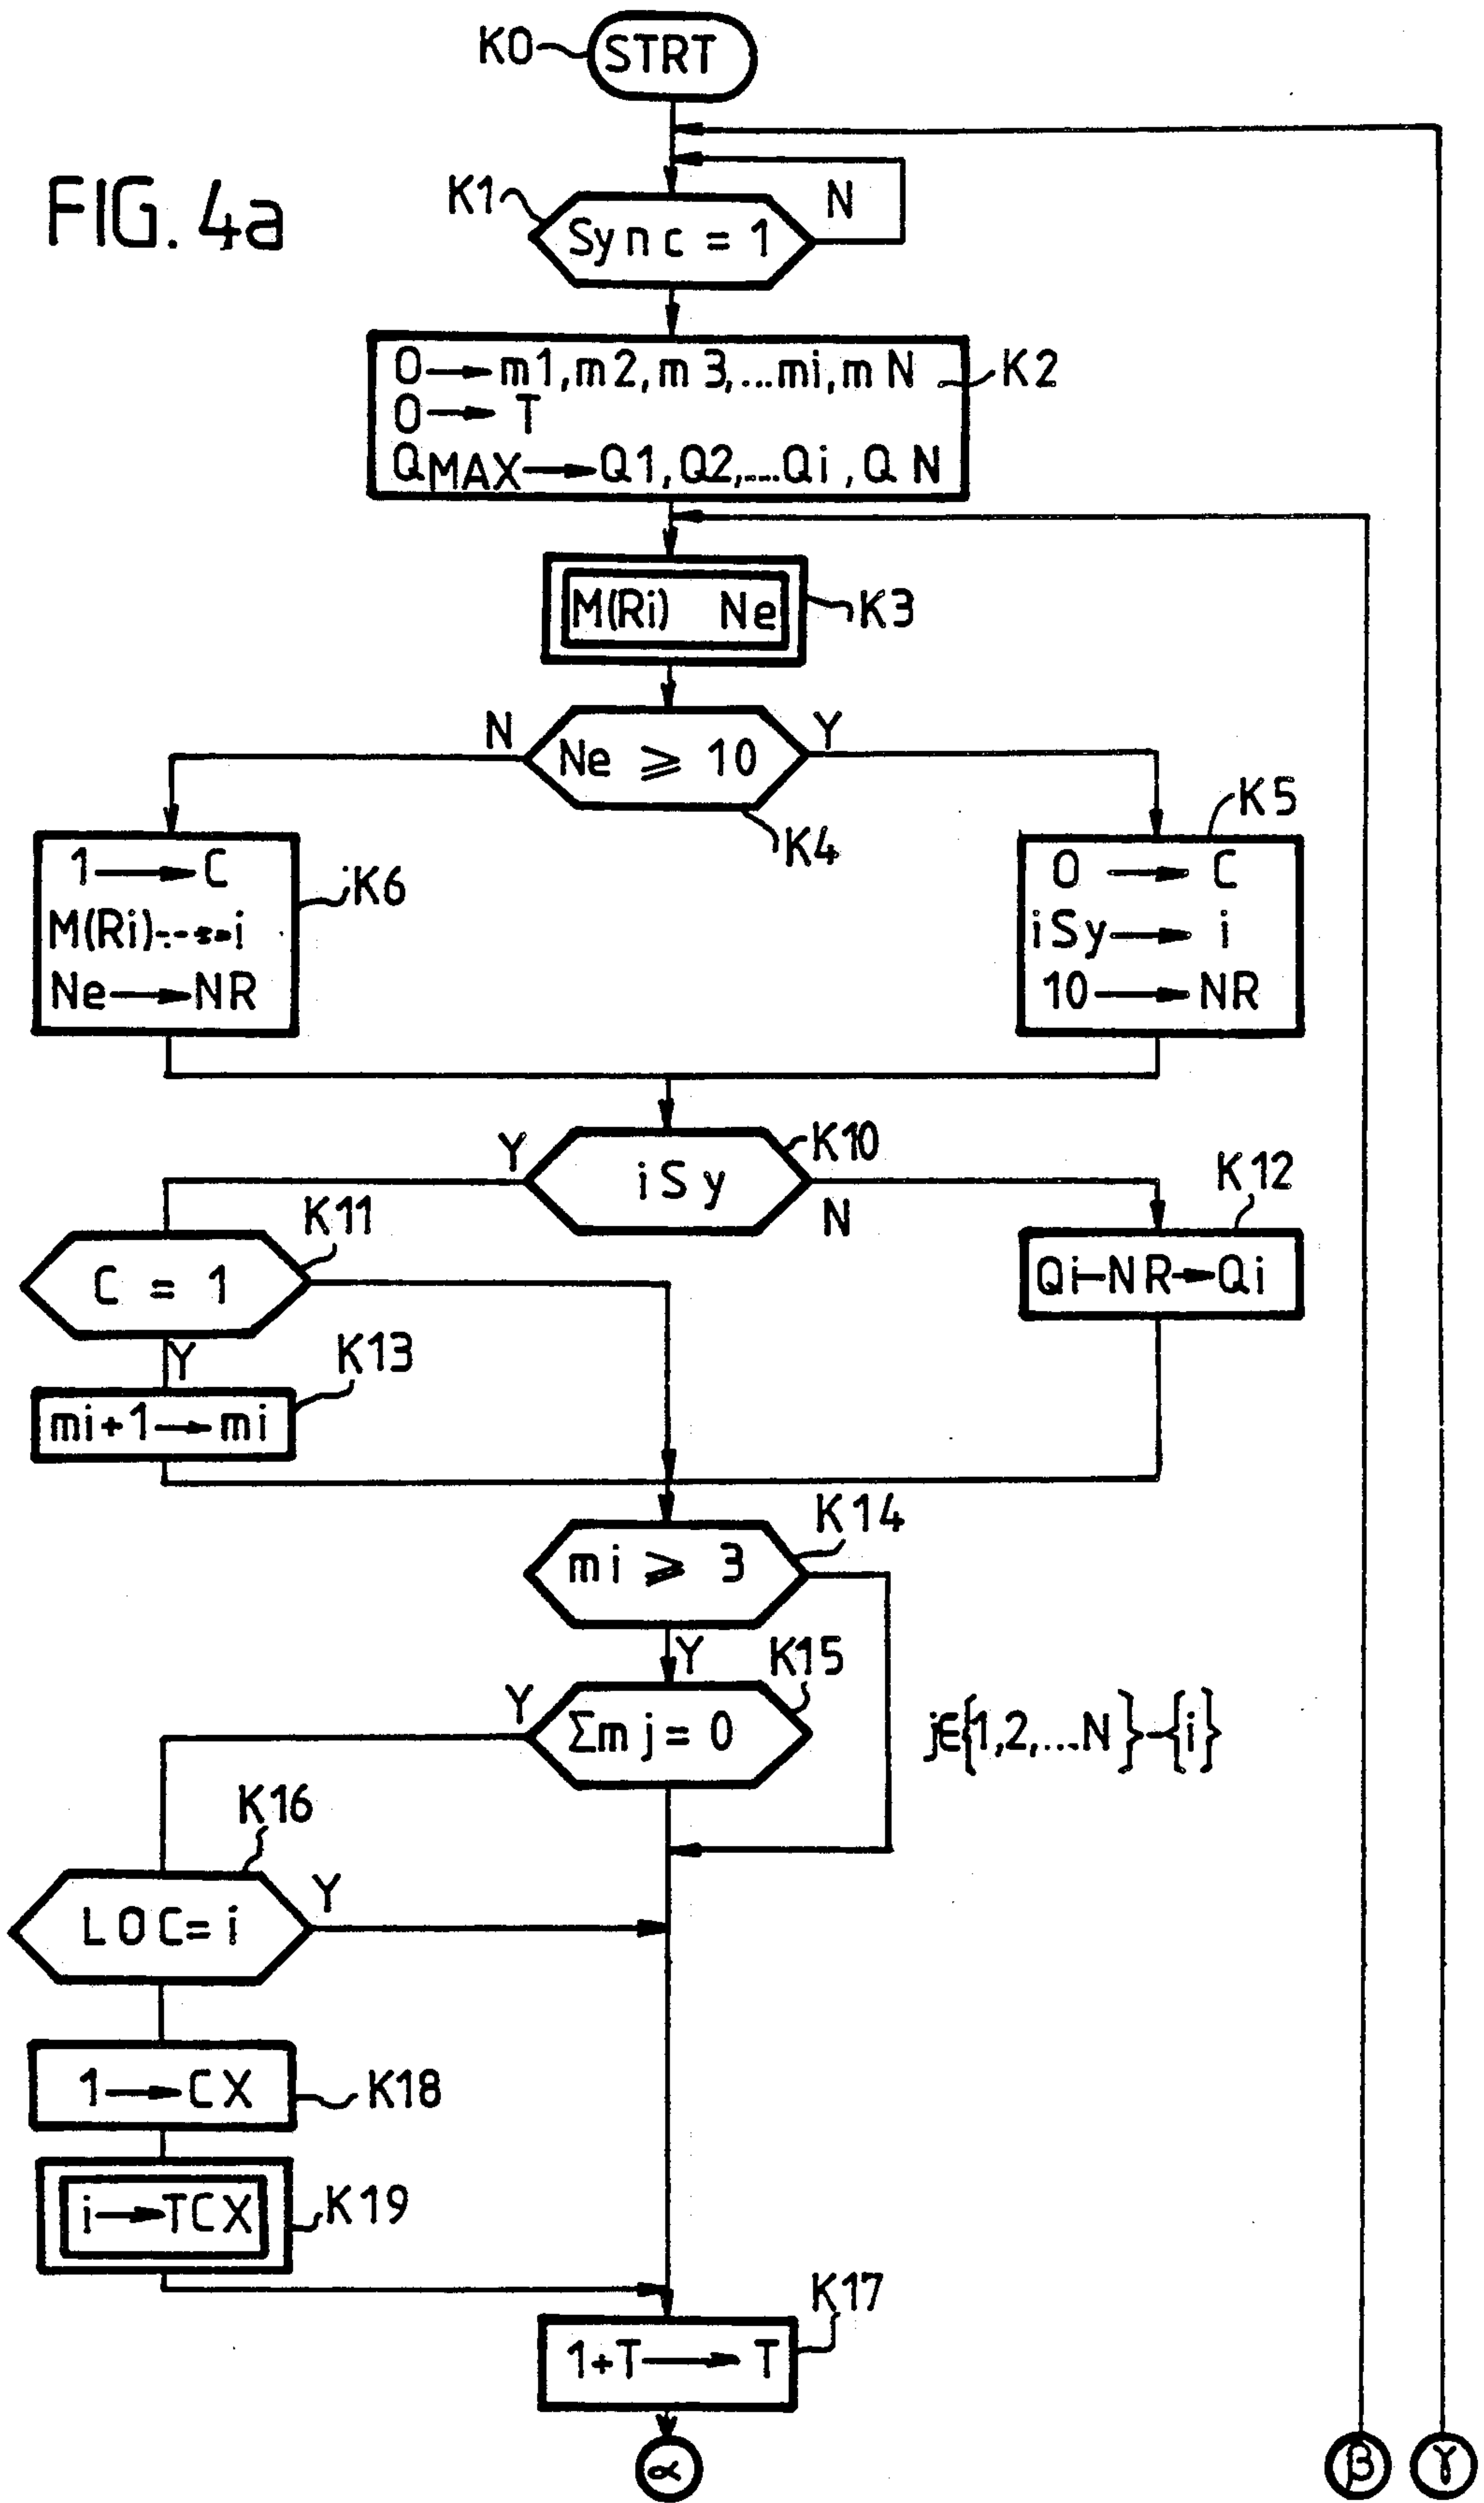 K0
STRT
FIG. 4a
K1
N
Sync = 1
0→m1,m2,m3,...mi,mN
K2
0→T
QMAX→Q1,Q2,....Qi,QN
M(Ri) Ne
K3
N
Y
Ne ⩾ 10
K4
K5
1→C
M(Ri)→i
Ne→NR
K6
0→C
iSy→i
10→NR
Y
K10
iSy
N
K12
K11
C = 1
Qi−NR→Qi
Y
K13
mi+1→mi
K14
mi ⩾ 3
Y
K15
Y
Σmj=0
j∈{1,2,...N}−{i}
K16
Y
LOC=i
1→CX
K18
i→TCX
K19
K17
1+T→T
α
β
γ